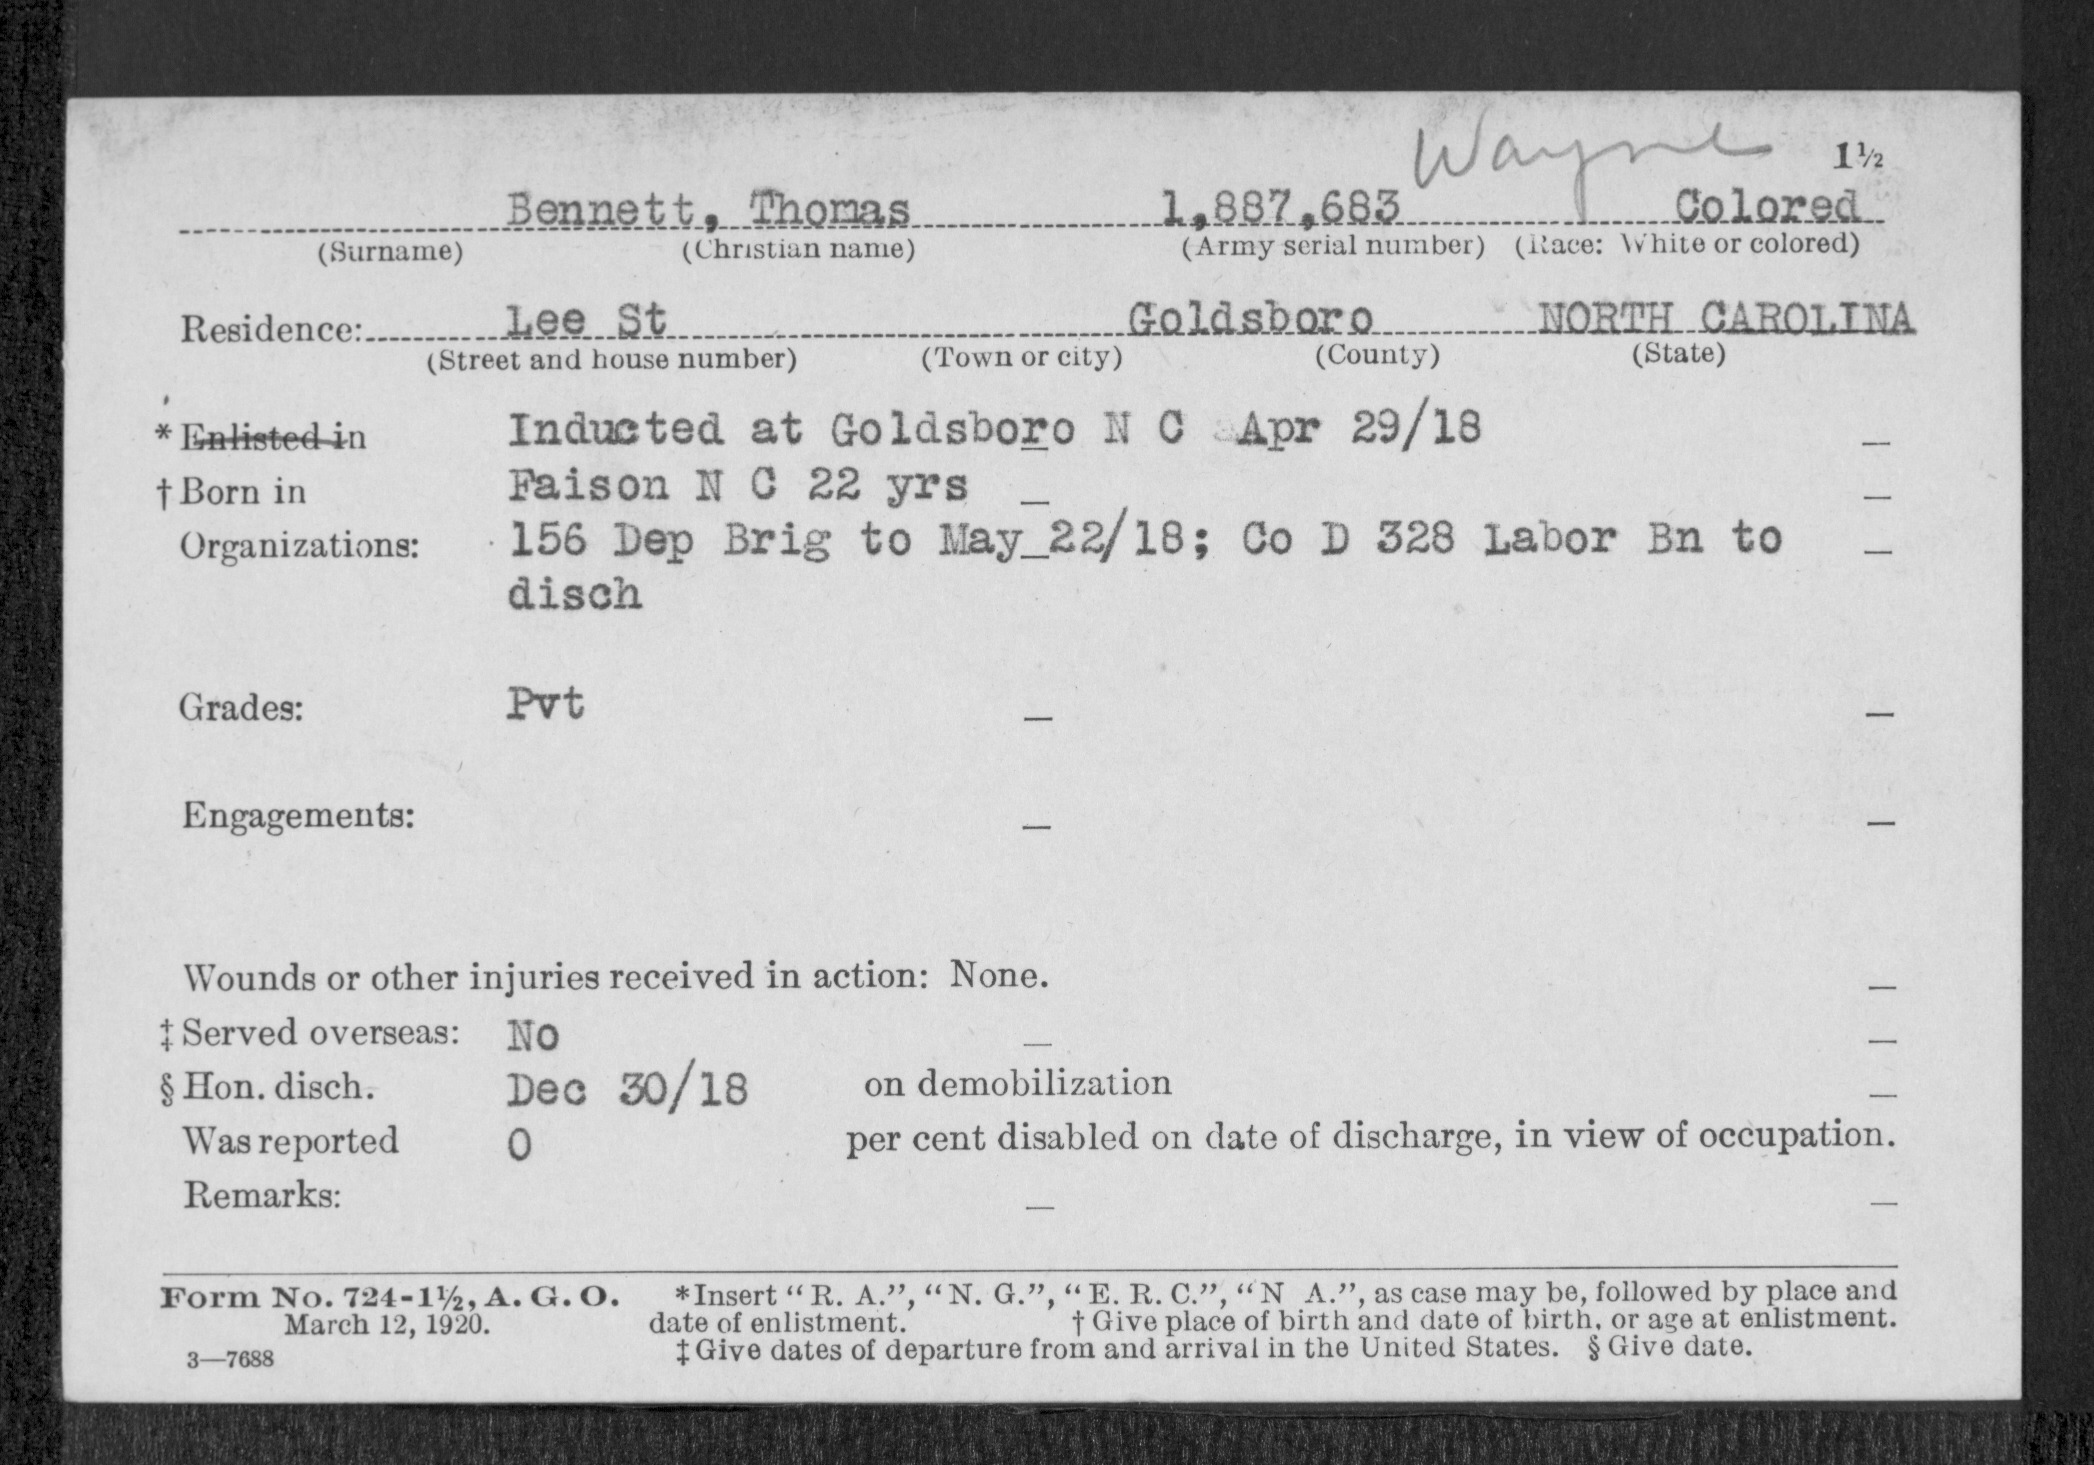 Wayne 1½
Bennett, Thomas 1,887,683 Colored
(Surname) (Christian name) (Army serial number) (Race: White or colored)
Residence: Lee St Goldsboro NORTH CAROLINA
(Street and house number) (Town or city) (County) (State)
* Enlisted in Inducted at Goldsboro N C Apr 29/18 —
† Born in Faison N C 22 yrs — —
Organizations: 156 Dep Brig to May 22/18; Co D 328 Labor Bn to —
disch
Grades: Pvt — —
Engagements: — —
Wounds or other injuries received in action: None. —
‡ Served overseas: No — —
§ Hon. disch. Dec 30/18 on demobilization —
Was reported 0 per cent disabled on date of discharge, in view of occupation.
Remarks: — —
Form No. 724-1½, A. G. O. *Insert "R. A.", "N. G.", "E. R. C.", "N A.", as case may be, followed by place and
March 12, 1920. date of enlistment. † Give place of birth and date of birth, or age at enlistment.
3—7688 ‡ Give dates of departure from and arrival in the United States. § Give date.